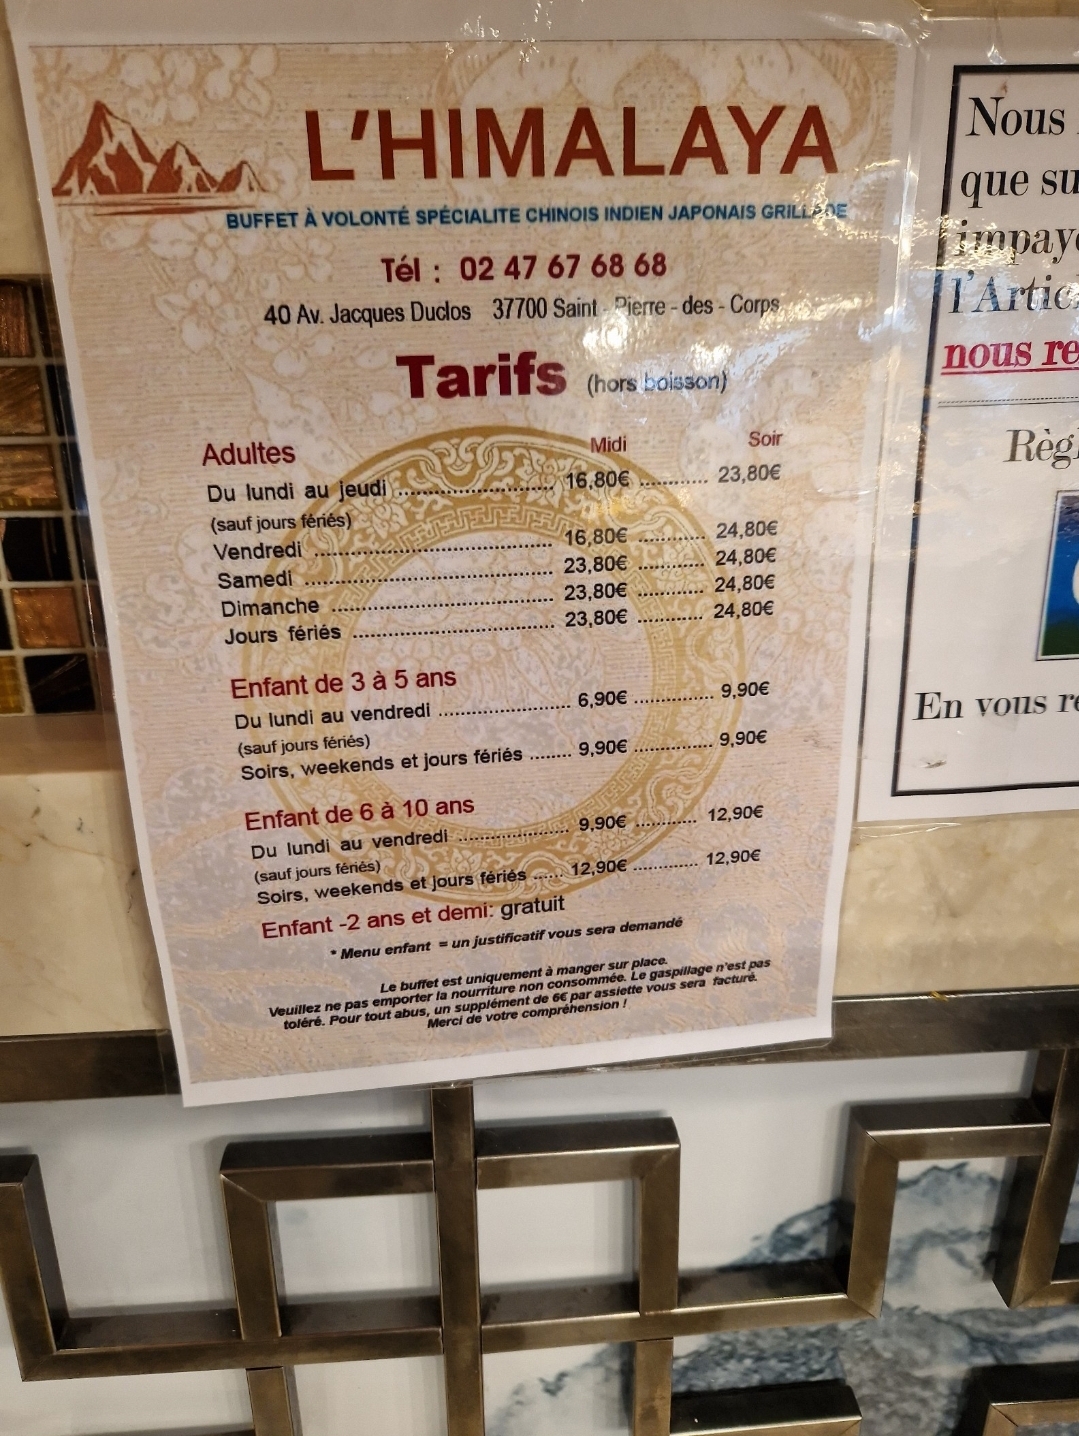 L'HIMALAYA
BUFFET À VOLONTÉ SPÉCIALITE CHINOIS INDIEN JAPONAIS GRILLADE
Tél : 02 47 67 68 68
40 Av. Jacques Duclos 37700 Saint - Pierre - des - Corps
Tarifs (hors boisson)
Adultes Midi Soir
Du lundi au jeudi .......................... 16,80€ ........... 23,80€
(sauf jours fériés)
Vendredi ........................................ 16,80€ ........... 24,80€
Samedi .......................................... 23,80€ ........... 24,80€
Dimanche ..................................... 23,80€ ........... 24,80€
Jours fériés .................................. 23,80€ ........... 24,80€
Enfant de 3 à 5 ans
Du lundi au vendredi ...................... 6,90€ ............. 9,90€
(sauf jours fériés)
Soirs, weekends et jours fériés ....... 9,90€ ............. 9,90€
Enfant de 6 à 10 ans
Du lundi au vendredi .................. 9,90€ .......... 12,90€
(sauf jours fériés)
Soirs, weekends et jours fériés ...... 12,90€ ............ 12,90€
Enfant -2 ans et demi: gratuit
* Menu enfant = un justificatif vous sera demandé
Le buffet est uniquement à manger sur place.
Veuillez ne pas emporter la nourriture non consommée. Le gaspillage n'est pas
toléré. Pour tout abus, un supplément de 6€ par assiette vous sera facturé.
Merci de votre compréhension !
Nous
que su
impay
l'Artic
nous re
Règl
En vous re